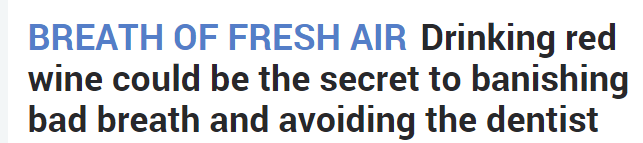 BREATH OF FRESH AIR Drinking red
wine could be the secret to banishing
bad breath and avoiding the dentist